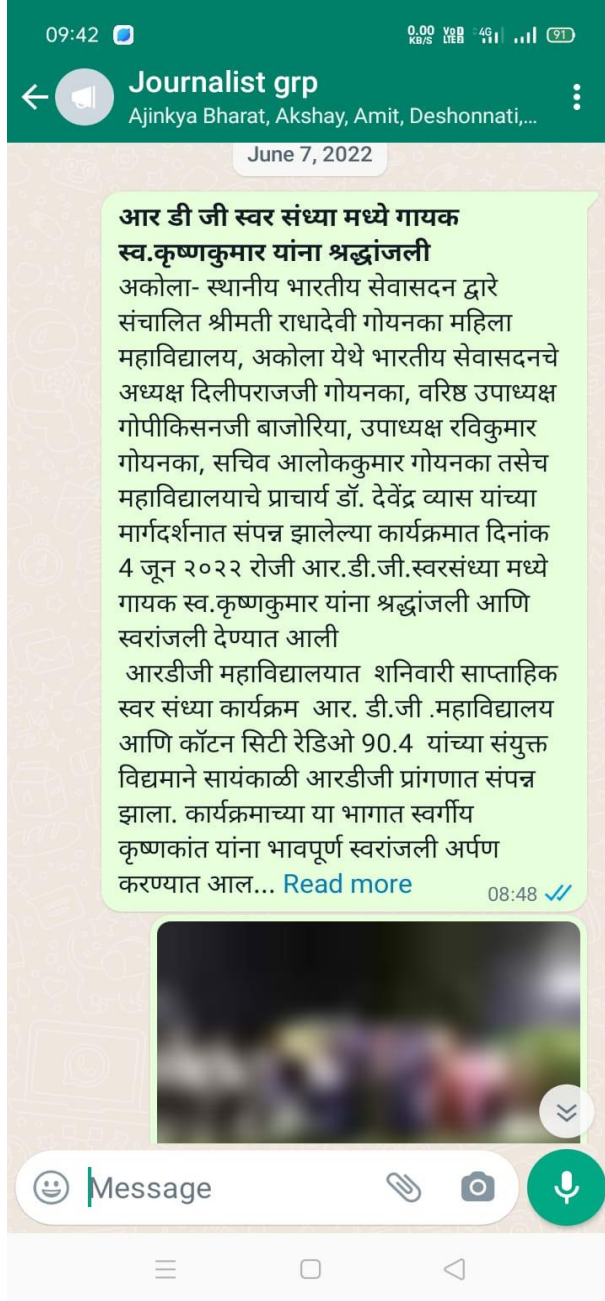 09:42
0.00 KB/S VoD LTE 4G 91
Journalist grp
Ajinkya Bharat, Akshay, Amit, Deshonnati,...
June 7, 2022
आर डी जी स्वर संध्या मध्ये गायक
स्व.कृष्णकुमार यांना श्रद्धांजली
अकोला- स्थानीय भारतीय सेवासदन द्वारे
संचालित श्रीमती राधादेवी गोयनका महिला
महाविद्यालय, अकोला येथे भारतीय सेवासदनचे
अध्यक्ष दिलीपराजजी गोयनका, वरिष्ठ उपाध्यक्ष
गोपीकिसनजी बाजोरिया, उपाध्यक्ष रविकुमार
गोयनका, सचिव आलोककुमार गोयनका तसेच
महाविद्यालयाचे प्राचार्य डॉ. देवेंद्र व्यास यांच्या
मार्गदर्शनात संपन्न झालेल्या कार्यक्रमात दिनांक
4 जून २०२२ रोजी आर.डी.जी.स्वरसंध्या मध्ये
गायक स्व.कृष्णकुमार यांना श्रद्धांजली आणि
स्वरांजली देण्यात आली
आरडीजी महाविद्यालयात शनिवारी साप्ताहिक
स्वर संध्या कार्यक्रम आर. डी.जी .महाविद्यालय
आणि कॉटन सिटी रेडिओ 90.4 यांच्या संयुक्त
विद्यमाने सायंकाळी आरडीजी प्रांगणात संपन्न
झाला. कार्यक्रमाच्या या भागात स्वर्गीय
कृष्णकांत यांना भावपूर्ण स्वरांजली अर्पण
करण्यात आल... Read more
08:48
Message